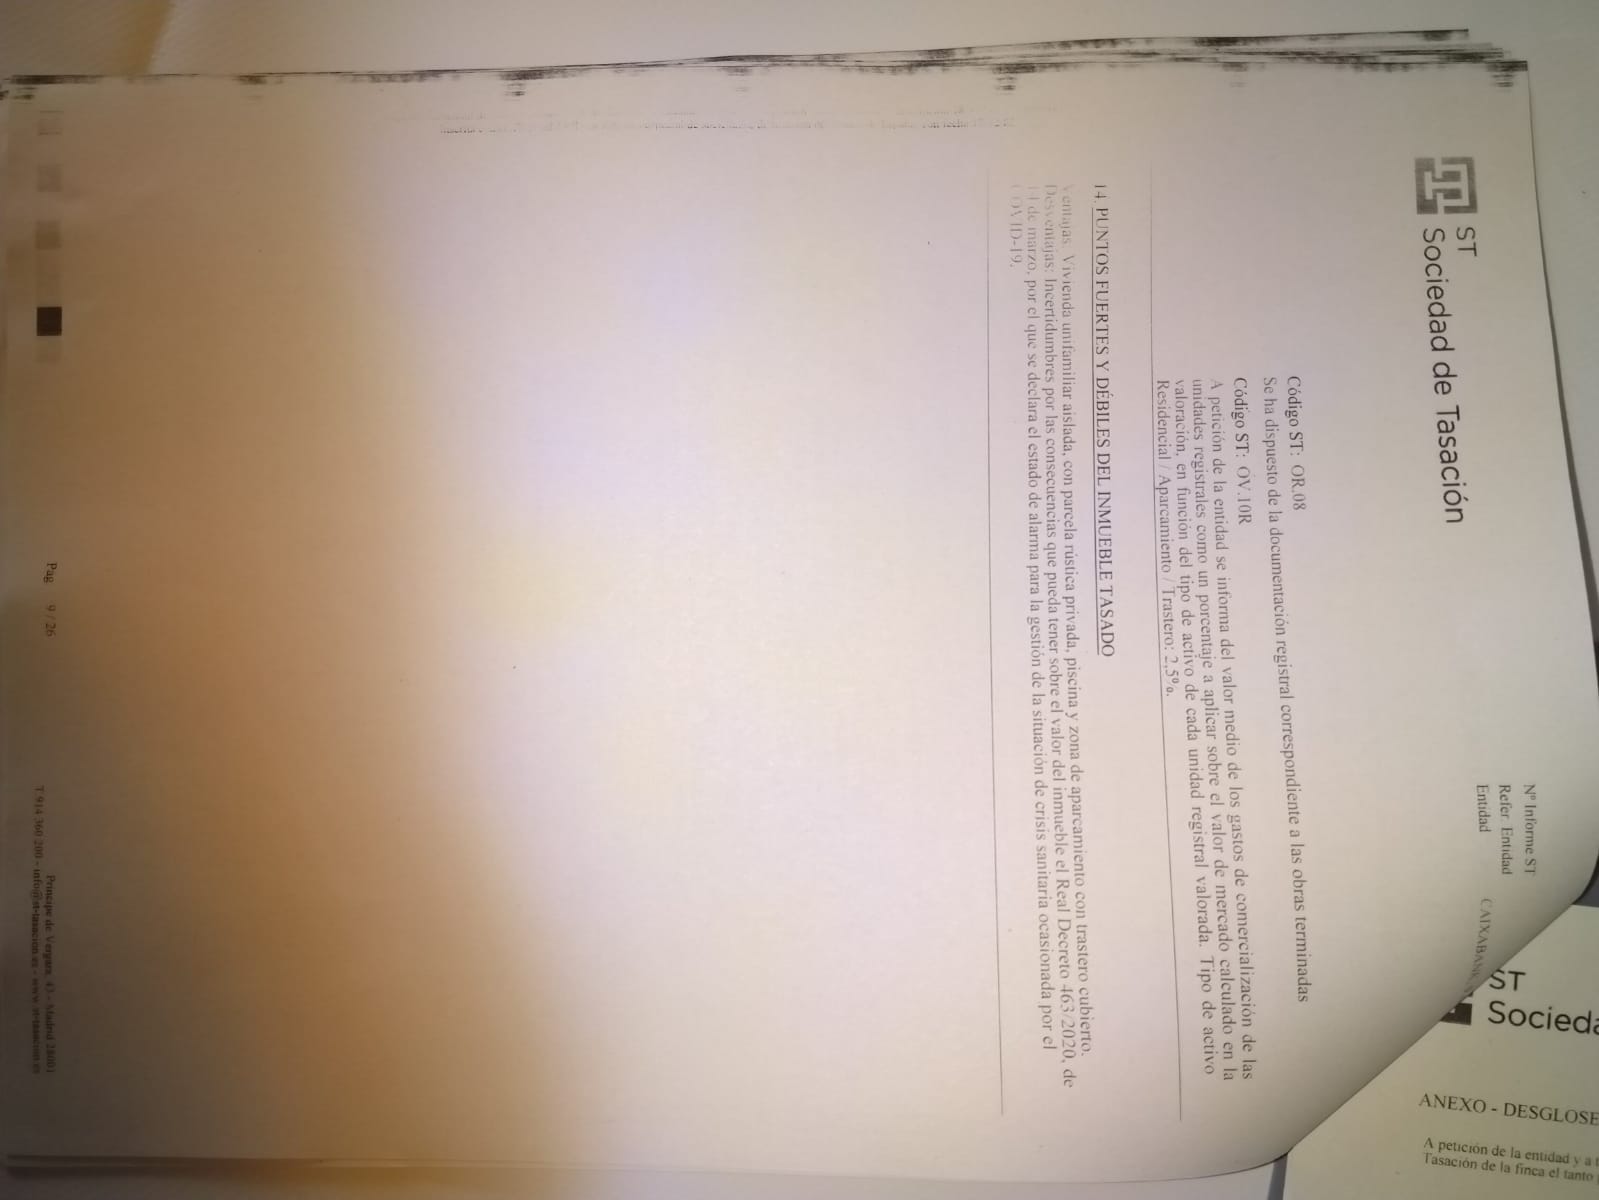 ST
Sociedad de Tasación
Nº Informe ST
Refer. Entidad
Entidad CAIXABANK
Código ST: OR.08
Se ha dispuesto de la documentación registral correspondiente a las obras terminadas
Código ST: OV.10R
A petición de la entidad se informa del valor medio de los gastos de comercialización de las
unidades registrales como un porcentaje a aplicar sobre el valor de mercado calculado en la
valoración, en función del tipo de activo de cada unidad registral valorada. Tipo de activo
Residencial / Aparcamiento / Trastero: 2,5%.
14. PUNTOS FUERTES Y DÉBILES DEL INMUEBLE TASADO
Ventajas: Vivienda unifamiliar aislada, con parcela rústica privada, piscina y zona de aparcamiento con trastero cubierto.
Desventajas: Incertidumbres por las consecuencias que pueda tener sobre el valor del inmueble el Real Decreto 463/2020, de
14 de marzo, por el que se declara el estado de alarma para la gestión de la situación de crisis sanitaria ocasionada por el
COVID-19.
Pag 9 / 26
Príncipe de Vergara, 43 - Madrid 28001
T.914 360 200 - info@st-tasacion.es - www.st-tasacion.es
ST
Socieda
ANEXO - DESGLOSE
A petición de la entidad y a t
Tasación de la finca el tanto